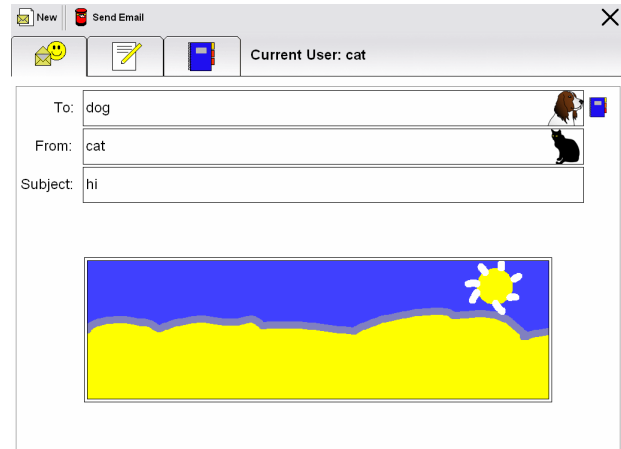 New Send Email
Current User: cat
To: dog
From: cat
Subject: hi